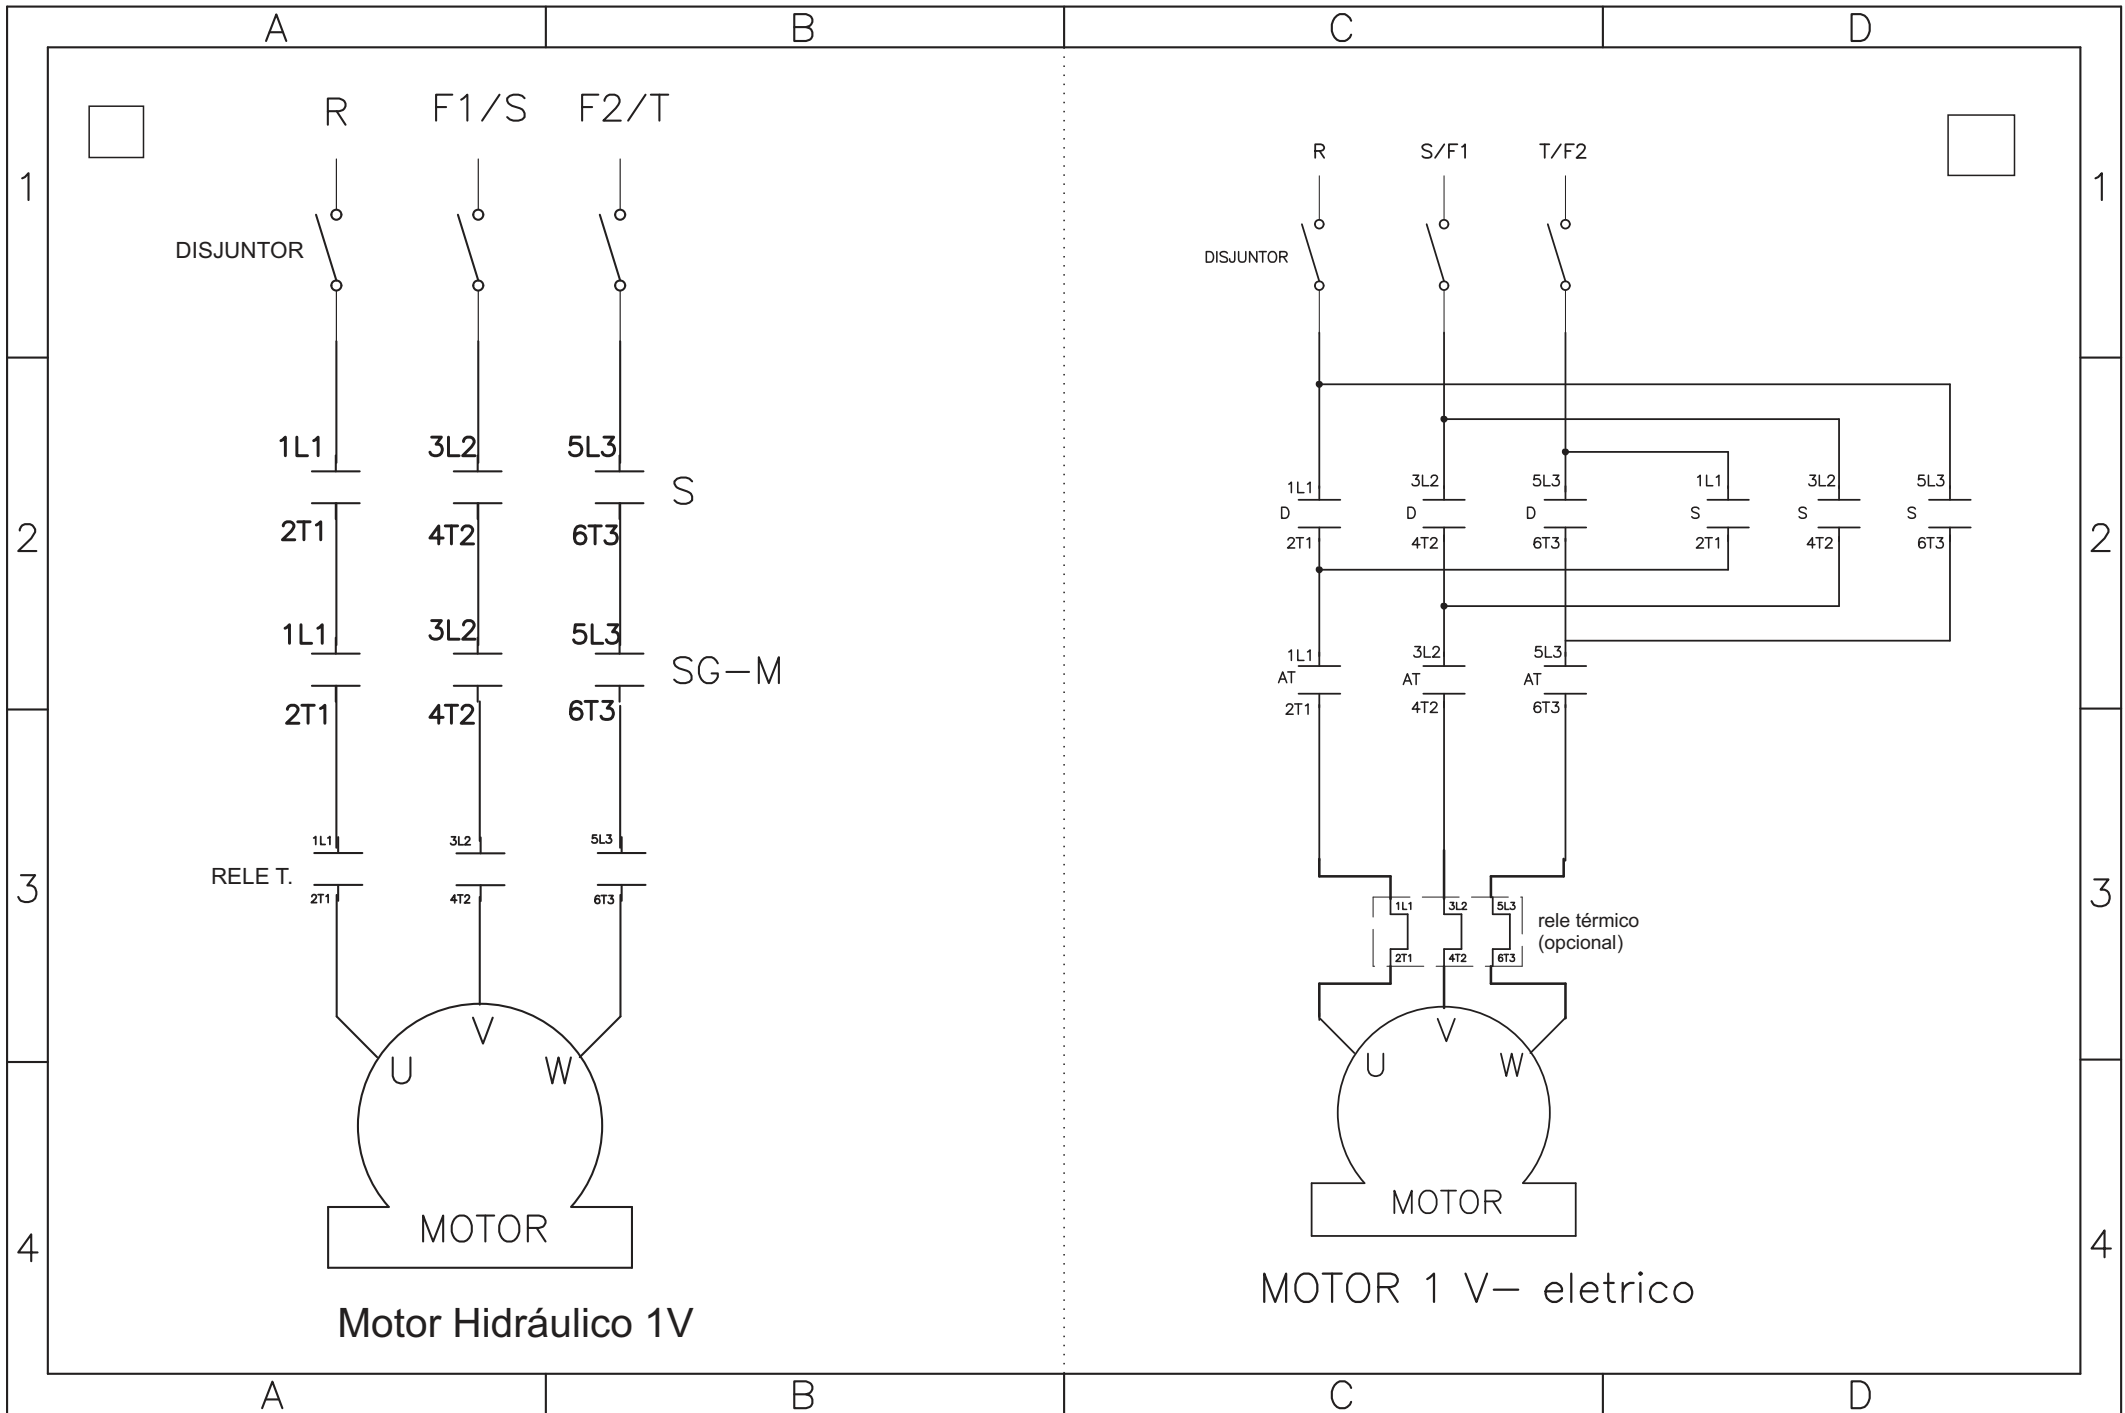 A B C D
R F1/S F2/T
DISJUNTOR
1L1 3L2 5L3
S
2T1 4T2 6T3
1L1 3L2 5L3
SG-M
2T1 4T2 6T3
1L1 3L2 5L3
RELE T.
2T1 4T2 6T3
U V W
MOTOR
Motor Hidráulico 1V
R S/F1 T/F2
DISJUNTOR
1L1 3L2 5L3 1L1 3L2 5L3
D D D S S S
2T1 4T2 6T3 2T1 4T2 6T3
1L1 3L2 5L3
AT AT AT
2T1 4T2 6T3
1L1 3L2 5L3
rele térmico
(opcional)
2T1 4T2 6T3
U V W
MOTOR
MOTOR 1 V- eletrico
1 1
2 2
3 3
4 4
A B C D